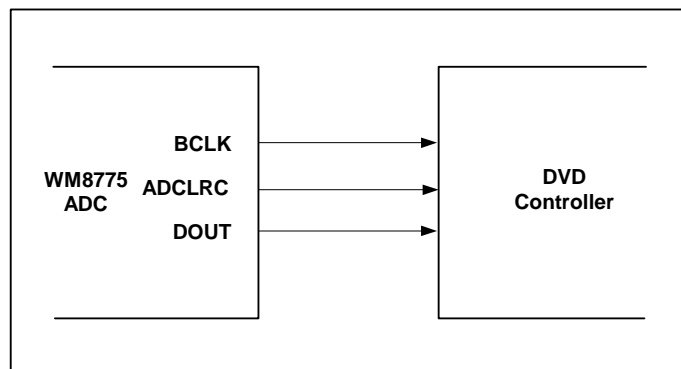 BCLK
WM8775
ADC
ADCLRC
DOUT
DVD
Controller